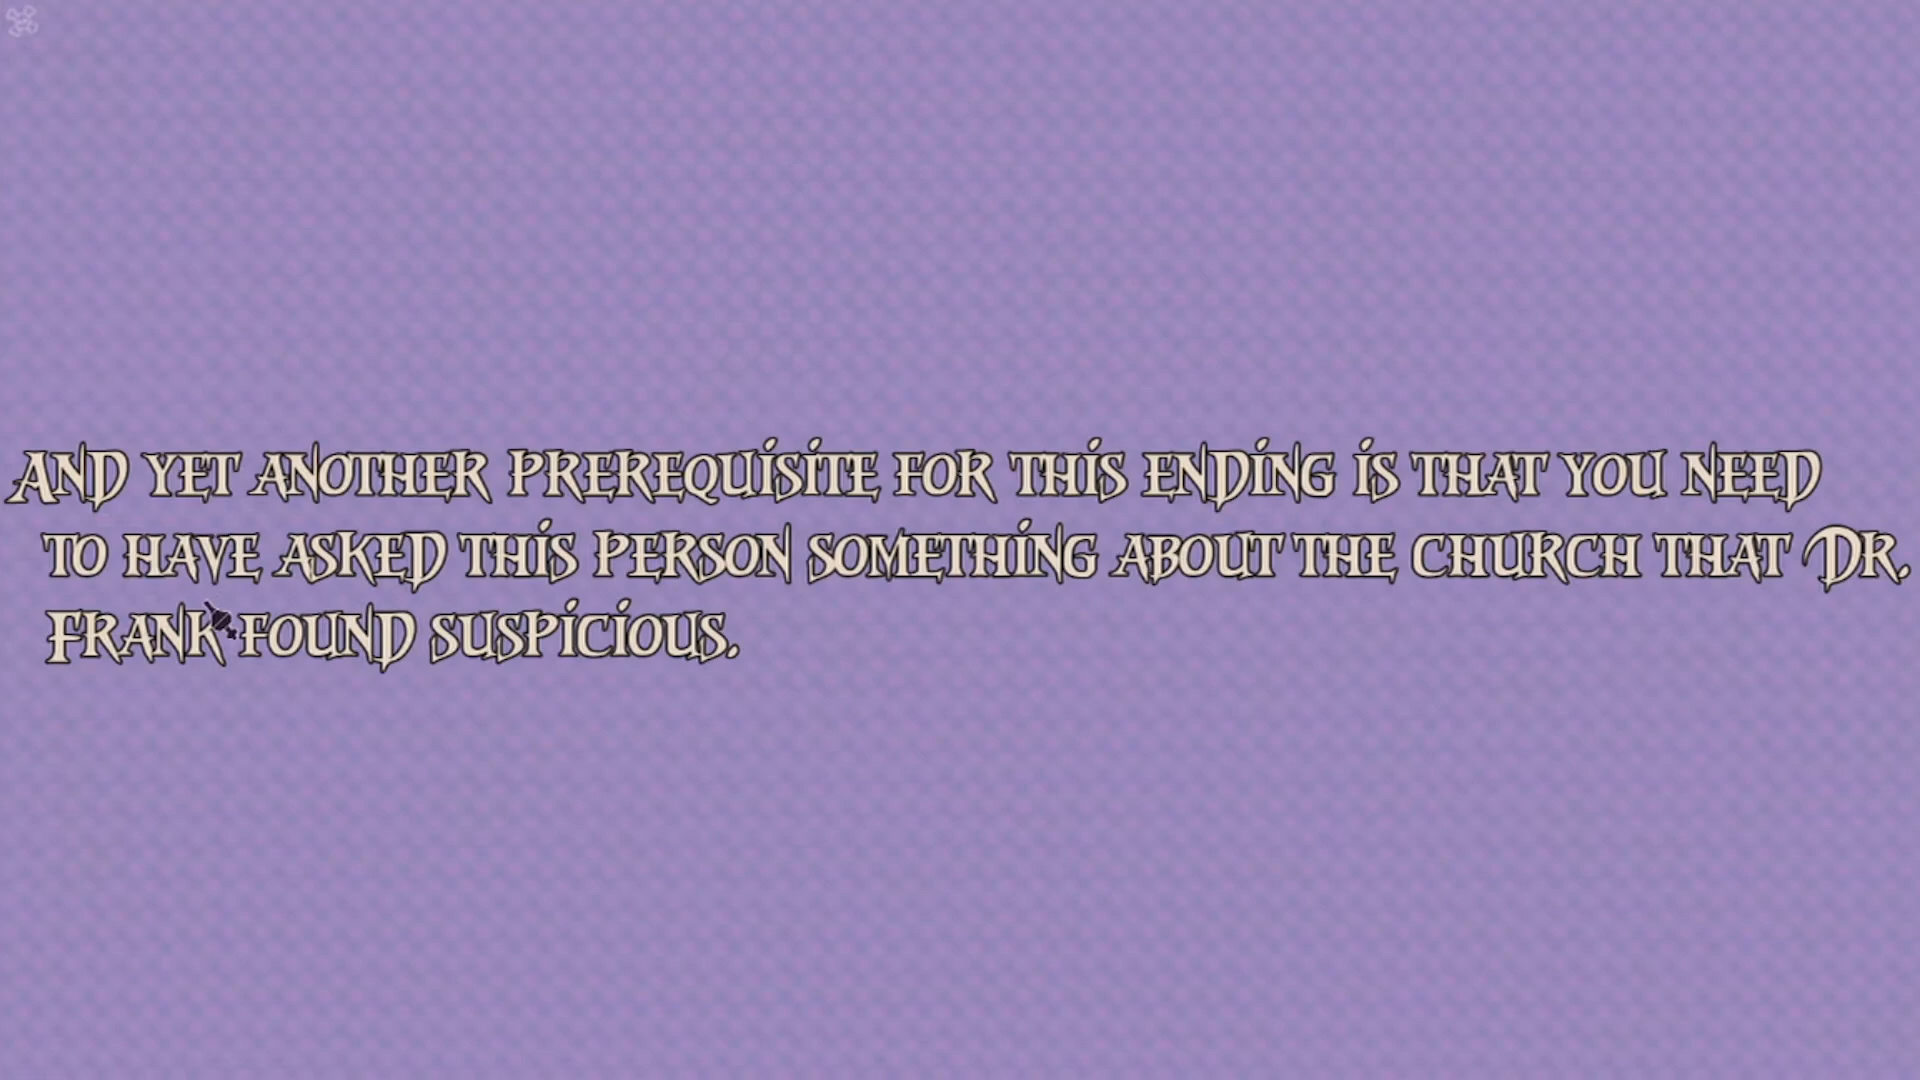 And yet another prerequisite for this ending is that you need
to have asked this person something about the church that Dr.
Frank found suspicious.